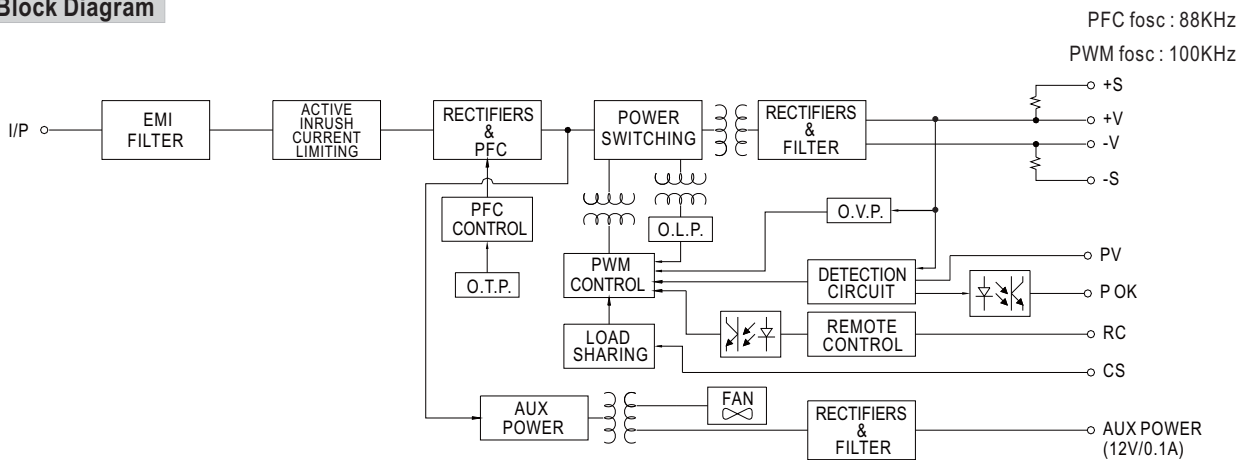 Block Diagram
PFC fosc : 88KHz
PWM fosc : 100KHz
I/P
EMI
FILTER
ACTIVE
INRUSH
CURRENT
LIMITING
RECTIFIERS
&
PFC
POWER
SWITCHING
RECTIFIERS
&
FILTER
+S
+V
-V
-S
PFC
CONTROL
O.L.P.
O.V.P.
O.T.P.
PWM
CONTROL
DETECTION
CIRCUIT
PV
P OK
LOAD
SHARING
REMOTE
CONTROL
RC
CS
AUX
POWER
FAN
RECTIFIERS
&
FILTER
AUX POWER
(12V/0.1A)